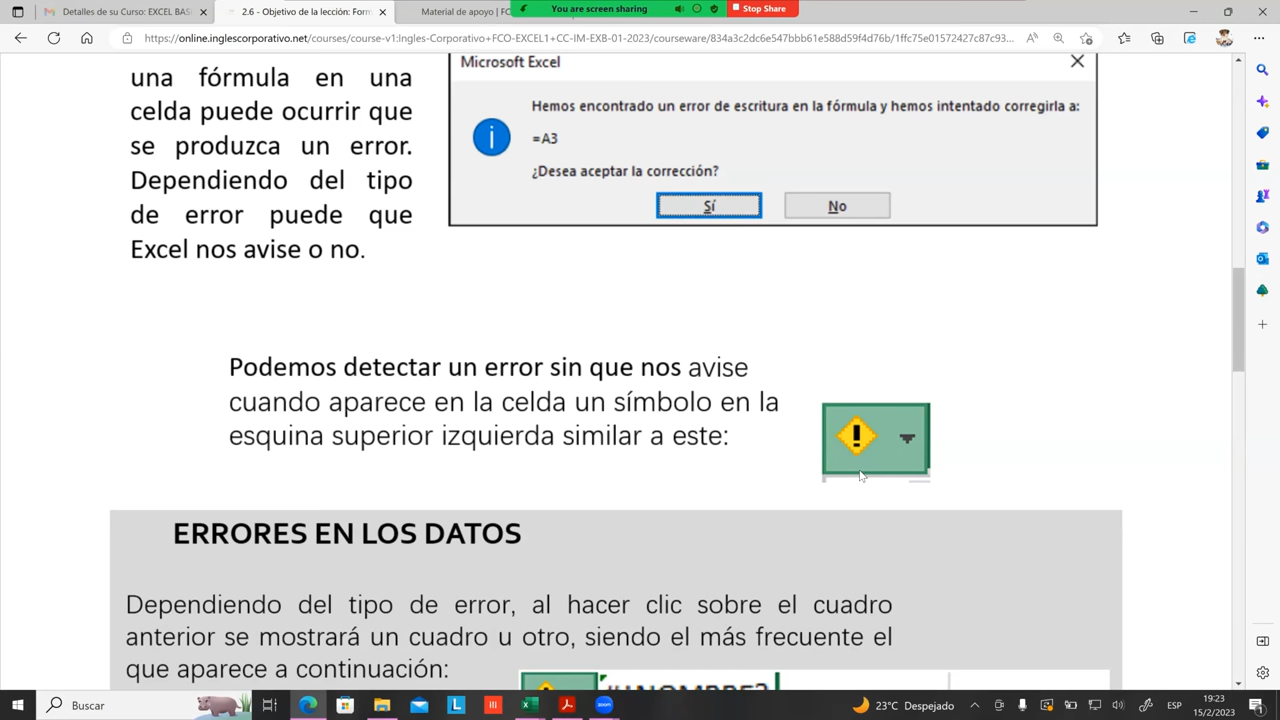 Detalles de su Curso: EXCEL BAS
2.6 - Objetivo de la lección: Form
Material de apoyo | FC
You are screen sharing
Stop Share
https://online.inglescorporativo.net/courses/course-v1:Ingles-Corporativo+FCO-EXCEL1+CC-IM-EXB-01-2023/courseware/834a3c2dc6e547bbb61e588d59f4d76b/1ffc75e01572474c87c93...
una fórmula en una
celda puede ocurrir que
se produzca un error.
Dependiendo del tipo
de error puede que
Excel nos avise o no.
Microsoft Excel
Hemos encontrado un error de escritura en la fórmula y hemos intentado corregirla a:
=A3
¿Desea aceptar la corrección?
Sí
No
Podemos detectar un error sin que nos avise
cuando aparece en la celda un símbolo en la
esquina superior izquierda similar a este:
ERRORES EN LOS DATOS
Dependiendo del tipo de error, al hacer clic sobre el cuadro
anterior se mostrará un cuadro u otro, siendo el más frecuente el
que aparece a continuación:
Buscar
23°C Despejado
ESP
19:23
15/2/2023